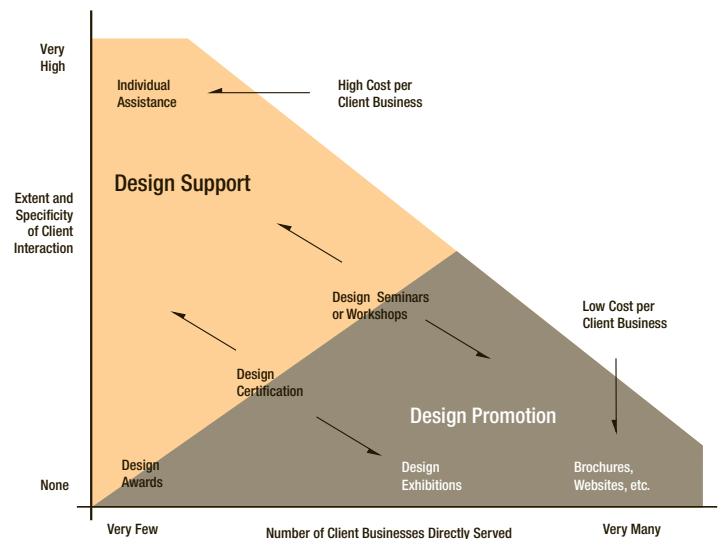 Very
High
Individual
Assistance
High Cost per
Client Business
Design Support
Extent and
Specificity
of Client
Interaction
Design Seminars
or Workshops
Low Cost per
Client Business
Design
Certification
Design Promotion
Design
Awards
Design
Exhibitions
Brochures,
Websites, etc.
None
Very Few
Number of Client Businesses Directly Served
Very Many